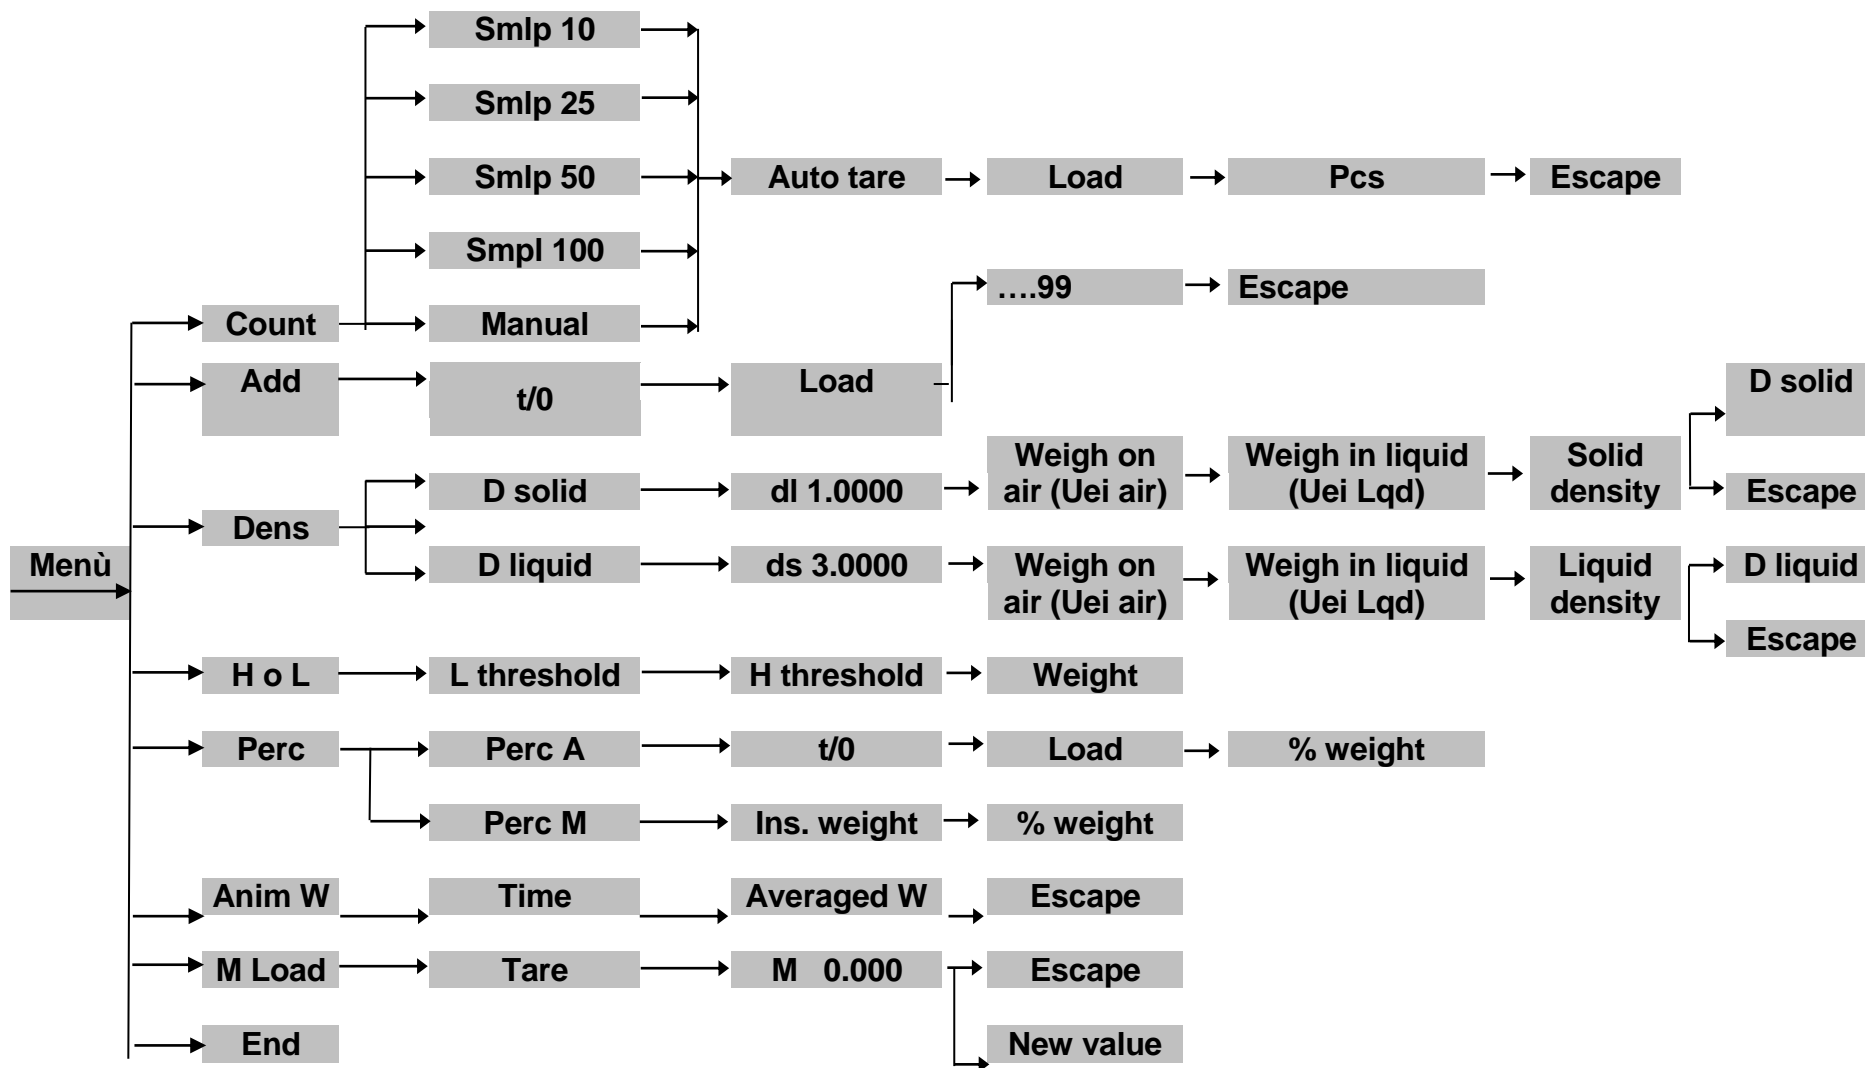 Smlp 10
Smlp 25
Smlp 50
Auto tare
Load
Pcs
Escape
Smpl 100
….99
Escape
Count
Manual
Add
t/0
Load
D solid
Weigh on
air (Uei air)
Weigh in liquid
(Uei Lqd)
Solid
density
D solid
dl 1.0000
Escape
Dens
Menù
D liquid
ds 3.0000
Weigh on
air (Uei air)
Weigh in liquid
(Uei Lqd)
Liquid
density
D liquid
Escape
H o L
L threshold
H threshold
Weight
Perc
Perc A
t/0
Load
% weight
Perc M
Ins. weight
% weight
Anim W
Time
Averaged W
Escape
M Load
Tare
M 0.000
Escape
End
New value